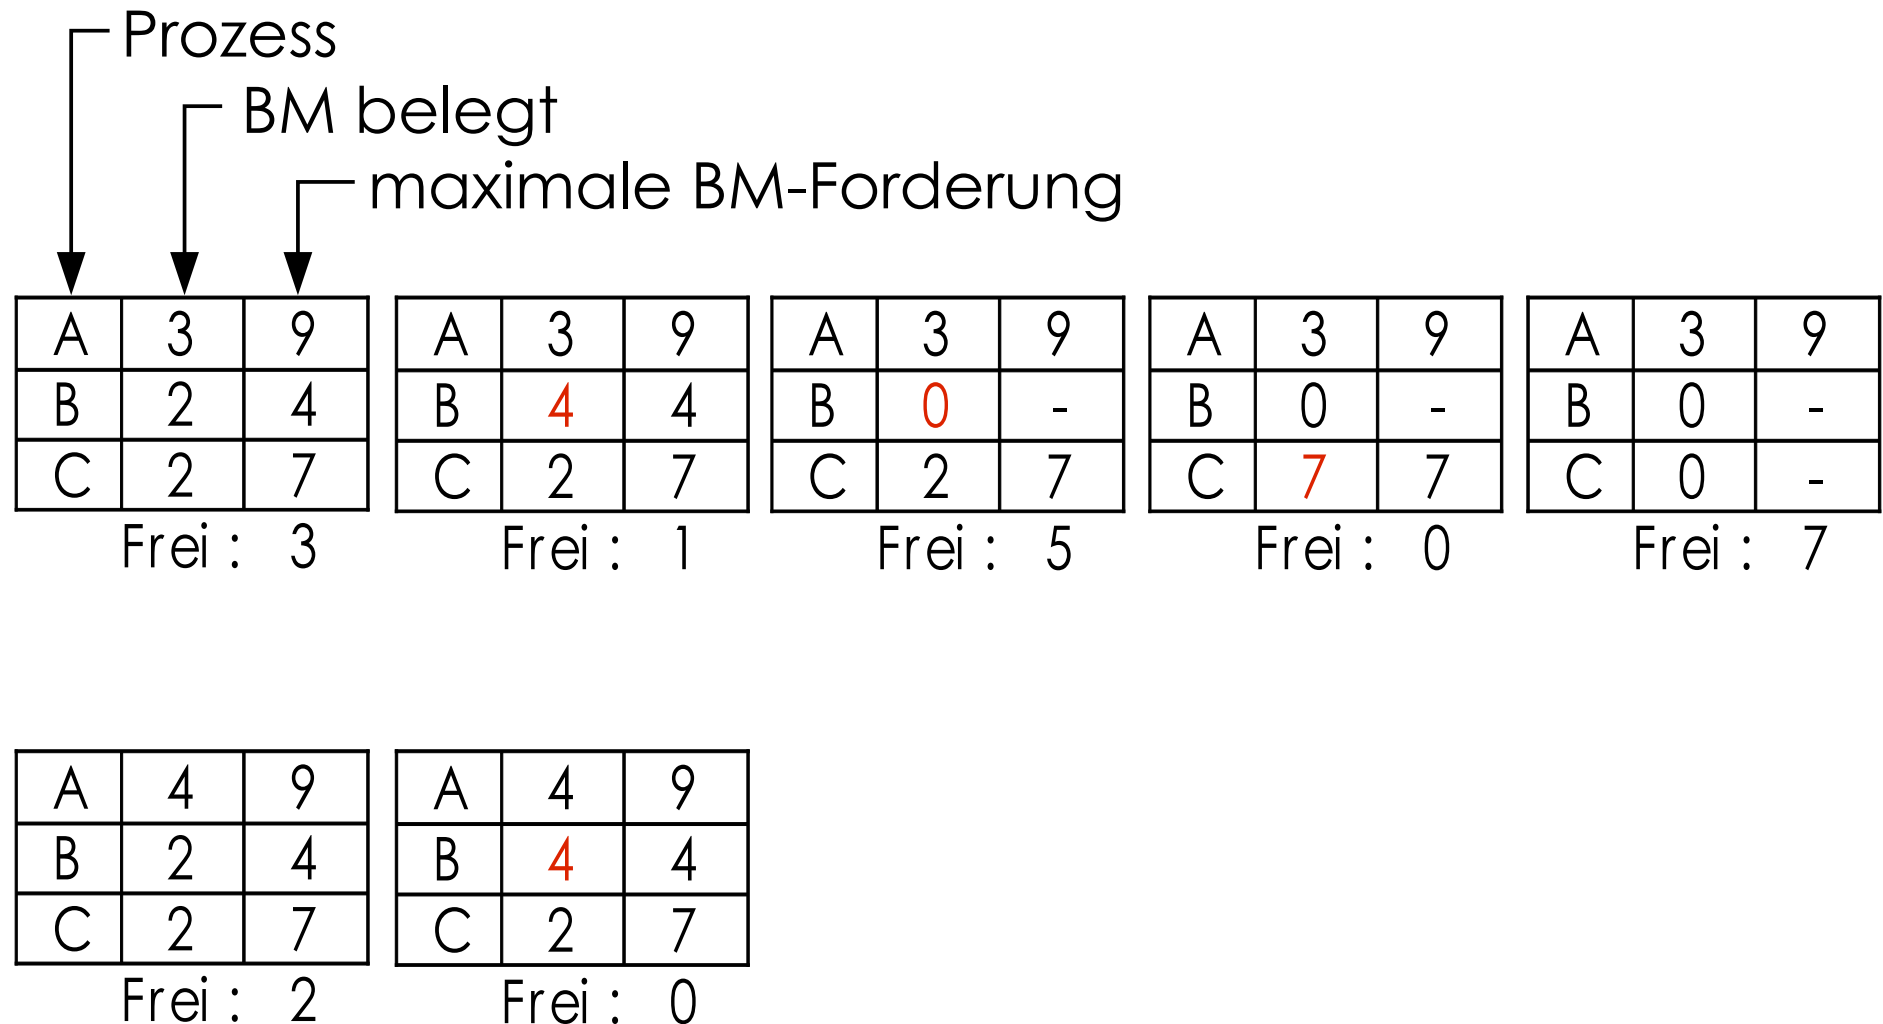 Prozess
BM belegt
maximale BM-Forderung
A 3 9 A 3 9 A 3 9 A 3 9 A 3 9
B 2 4 B 4 4 B 0 - B 0 - B 0 -
C 2 7 C 2 7 C 2 7 C 7 7 C 0 -
Frei : 3 Frei : 1 Frei : 5 Frei : 0 Frei : 7
A 4 9 A 4 9
B 2 4 B 4 4
C 2 7 C 2 7
Frei : 2 Frei : 0